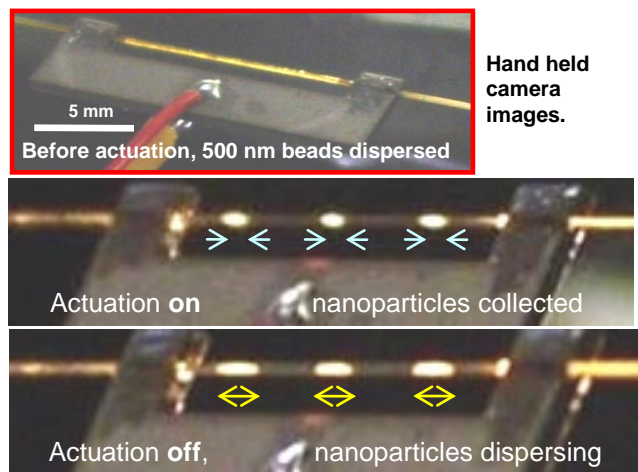 Hand held
camera
images.
5 mm
Before actuation, 500 nm beads dispersed
Actuation on nanoparticles collected
Actuation off, nanoparticles dispersing